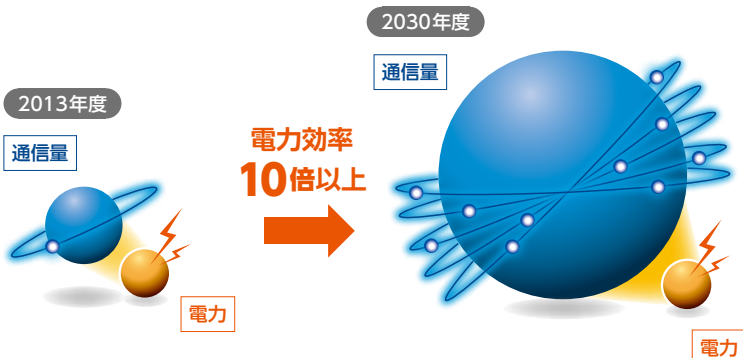 2013年度
通信量
電力
電力効率
10倍以上
2030年度
通信量
電力